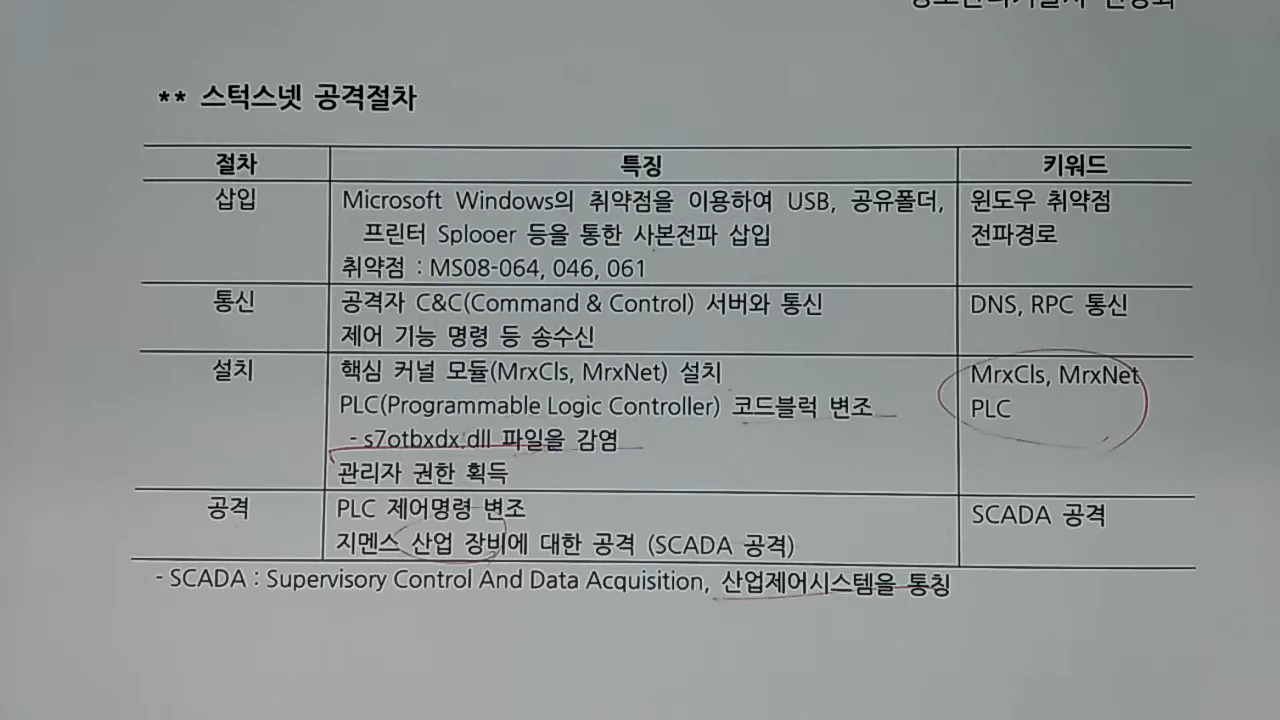 ** 스턱스넷 공격절차
절차 특징 키워드
삽입 Microsoft Windows의 취약점을 이용하여 USB, 공유폴더, 윈도우 취약점
프린터 Splooer 등을 통한 사본전파 삽입 전파경로
취약점 : MS08-064, 046, 061
통신 공격자 C&C(Command & Control) 서버와 통신 DNS, RPC 통신
제어 기능 명령 등 송수신
설치 핵심 커널 모듈(MrxCls, MrxNet) 설치 MrxCls, MrxNet
PLC(Programmable Logic Controller) 코드블럭 변조 PLC
- s7otbxdx.dll 파일을 감염
관리자 권한 획득
공격 PLC 제어명령 변조 SCADA 공격
지멘스 산업 장비에 대한 공격 (SCADA 공격)
- SCADA : Supervisory Control And Data Acquisition, 산업제어시스템을 통칭